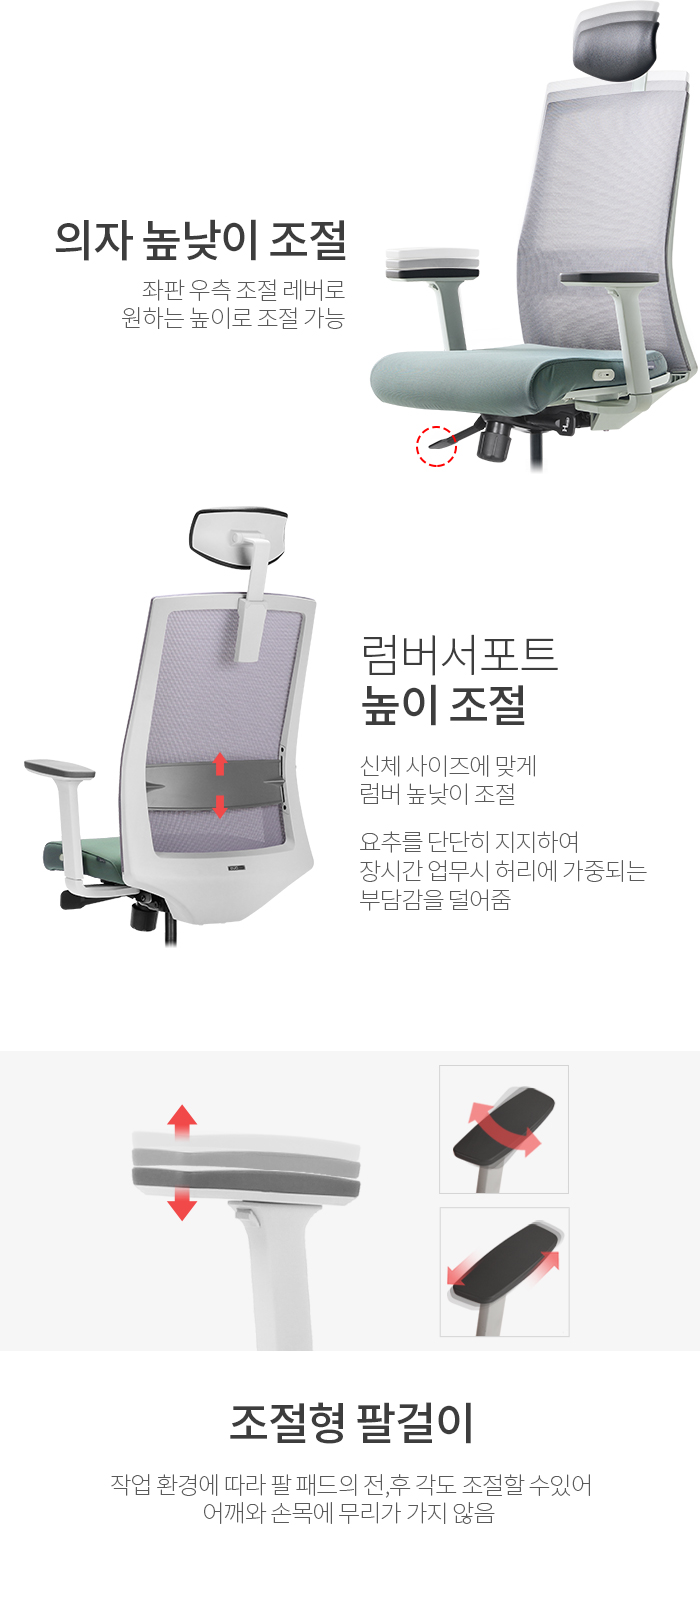 의자 높낮이 조절
좌판 우측 조절 레버로
원하는 높이로 조절 가능
럼버서포트
높이 조절
신체 사이즈에 맞게
럼버 높낮이 조절
요추를 단단히 지지하여
장시간 업무시 허리에 가중되는
부담감을 덜어줌
조절형 팔걸이
작업 환경에 따라 팔 패드의 전,후 각도 조절할 수있어
어깨와 손목에 무리가 가지 않음